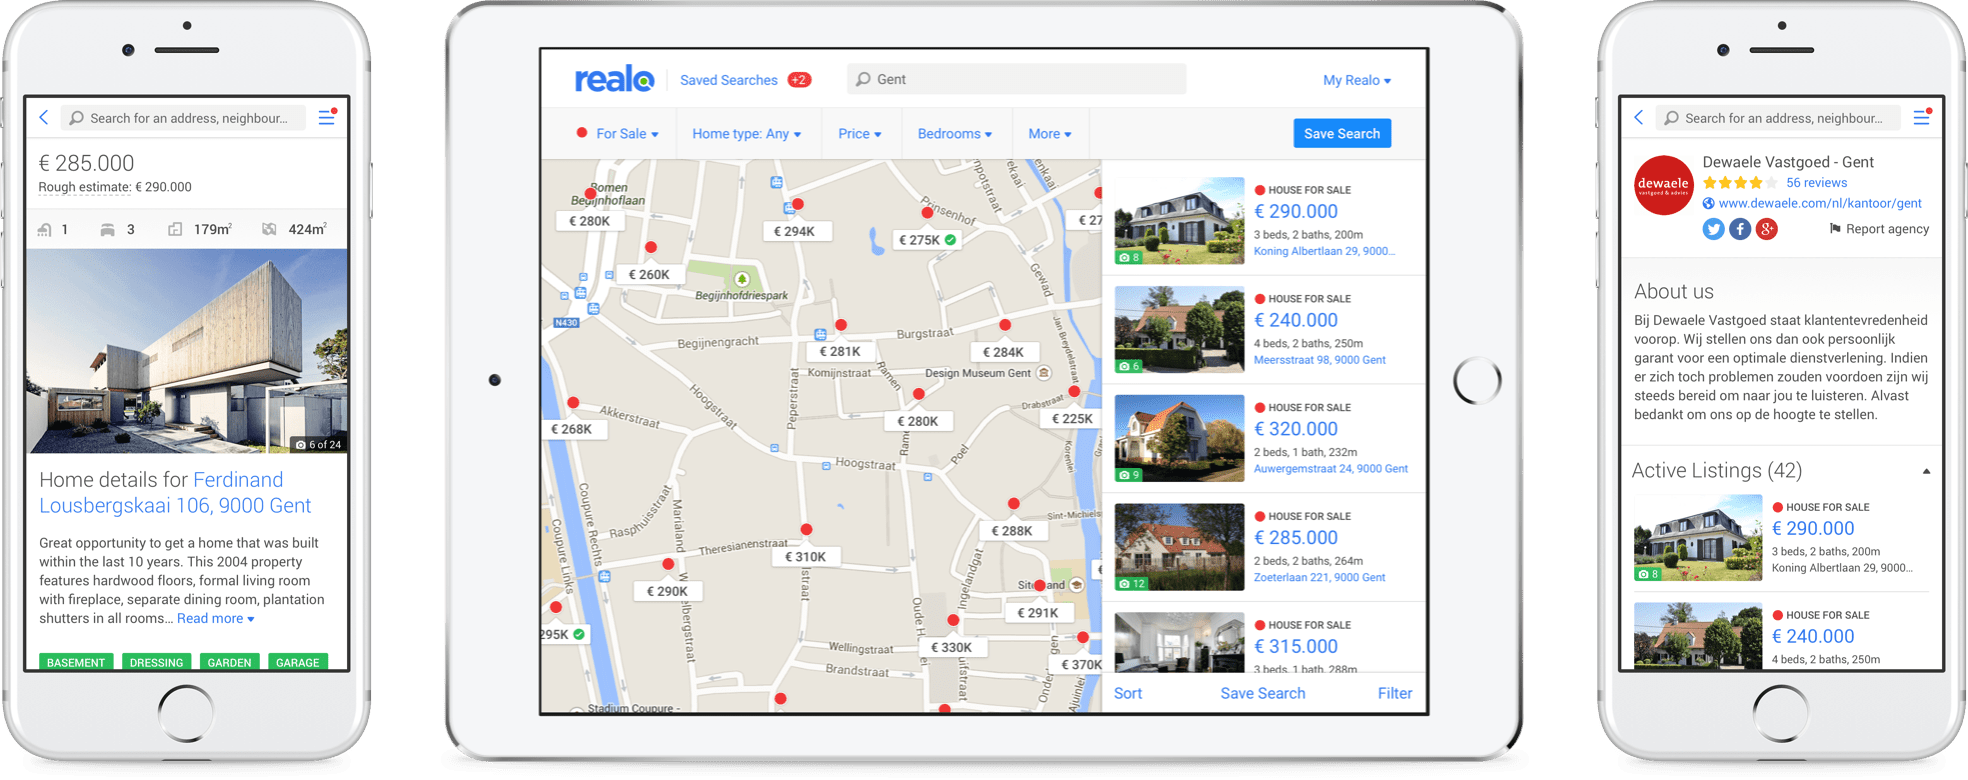 Search for an address, neighbour...
€ 285.000
Rough estimate: € 290.000
1 3 179m² 424m²
6 of 24
Home details for Ferdinand
Lousbergskaai 106, 9000 Gent
Great opportunity to get a home that was built
within the last 10 years. This 2004 property
features hardwood floors, formal living room
with fireplace, separate dining room, plantation
shutters in all rooms... Read more
BASEMENT DRESSING GARDEN GARAGE
realo Saved Searches +2 Gent My Realo
For Sale Home type: Any Price Bedrooms More Save Search
Bomen
Begijnhoflaan
€ 280K
€ 294K
Prinsenhof
€ 275K
€ 27
€ 260K
Begijnhofdriespark
Gewad
N430
Burgstraat
Begijnengracht
€ 281K
€ 284K
Jan Breydelstraat
Komijnstraat
Ramen
Design Museum Gent
Peperstraat
Hoogstraat
Akkerstraat
€ 268K
€ 280K
Drabstraat
€ 225K
Poel
Korenlei
Hoogstraat
Coupure Rechts
Coupure Links
Rasphuisstraat
Marialand
€ 288K
Sint-Michiels
Theresianenstraat
€ 310K
€ 290K
Ingelandgat
€ 291K
295K
Oude
€ 330K
Wellingstraat
Brandstraat
€ 370K
Stadium Coupure -
HOUSE FOR SALE
€ 290.000
3 beds, 2 baths, 200m
Koning Albertlaan 29, 9000...
8
HOUSE FOR SALE
€ 240.000
4 beds, 2 baths, 250m
Meersstraat 98, 9000 Gent
6
HOUSE FOR SALE
€ 320.000
2 beds, 1 bath, 232m
Auwergemstraat 24, 9000 Gent
9
HOUSE FOR SALE
€ 285.000
2 beds, 2 baths, 264m
Zoeterlaan 221, 9000 Gent
12
HOUSE FOR SALE
€ 315.000
3 beds, 1 bath, 288m
Sort Save Search Filter
Search for an address, neighbour...
dewaele
vastgoed & advies
Dewaele Vastgoed - Gent
56 reviews
www.dewaele.com/nl/kantoor/gent
Report agency
About us
Bij Dewaele Vastgoed staat klantentevredenheid
voorop. Wij stellen ons dan ook persoonlijk
garant voor een optimale dienstverlening. Indien
er zich toch problemen zouden voordoen zijn wij
steeds bereid om naar jou te luisteren. Alvast
bedankt om ons op de hoogte te stellen.
Active Listings (42)
HOUSE FOR SALE
€ 290.000
3 beds, 2 baths, 200m
Koning Albertlaan 29, 9000...
8
HOUSE FOR SALE
€ 240.000
4 beds, 2 baths, 250m